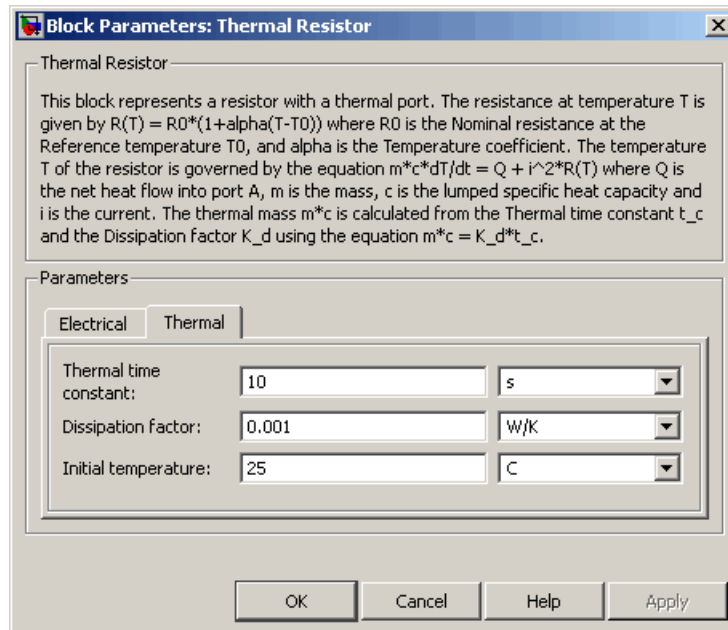 Block Parameters: Thermal Resistor
Thermal Resistor
This block represents a resistor with a thermal port. The resistance at temperature T is
given by R(T) = R0*(1+alpha(T-T0)) where R0 is the Nominal resistance at the
Reference temperature T0, and alpha is the Temperature coefficient. The temperature
T of the resistor is governed by the equation m*c*dT/dt = Q + i^2*R(T) where Q is
the net heat flow into port A, m is the mass, c is the lumped specific heat capacity and
i is the current. The thermal mass m*c is calculated from the Thermal time constant t_c
and the Dissipation factor K_d using the equation m*c = K_d*t_c.
Parameters
Electrical Thermal
Thermal time
constant: 10 s
Dissipation factor: 0.001 W/K
Initial temperature: 25 C
OK Cancel Help Apply